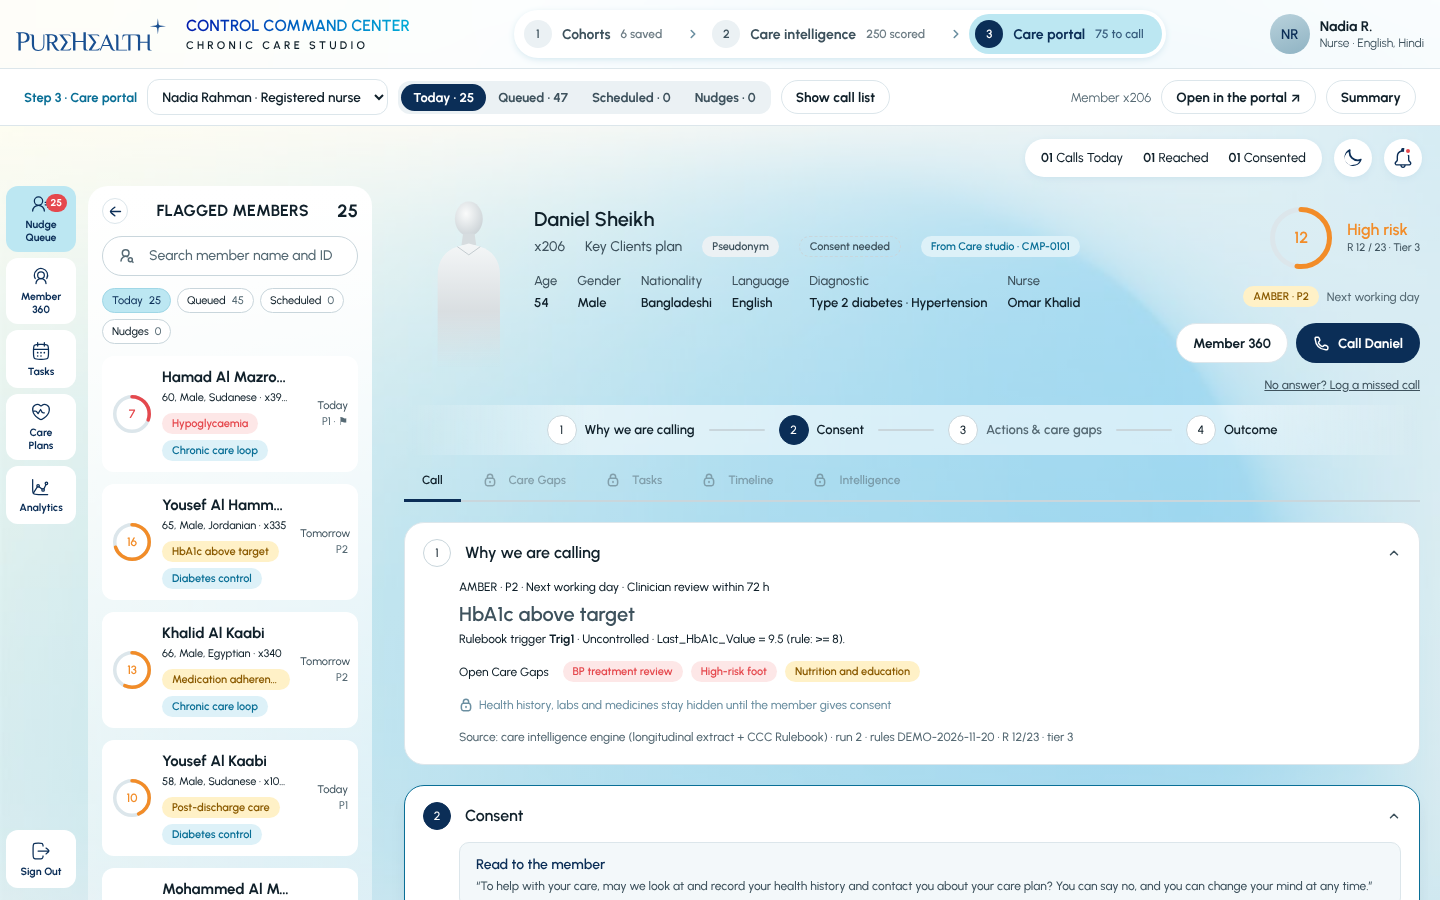 PUREHEALTH
CONTROL COMMAND CENTER
CHRONIC CARE STUDIO
1 Cohorts 6 saved
2 Care intelligence 250 scored
3 Care portal 75 to call
NR
Nadia R.
Nurse · English, Hindi
Step 3 · Care portal
Nadia Rahman · Registered nurse
Today · 25
Queued · 47
Scheduled · 0
Nudges · 0
Show call list
Member x206
Open in the portal ↗
Summary
01 Calls Today
01 Reached
01 Consented
25
Nudge
Queue
Member
360
Tasks
Care
Plans
Analytics
Sign Out
FLAGGED MEMBERS 25
Search member name and ID
Today 25
Queued 45
Scheduled 0
Nudges 0
7
Hamad Al Mazro...
60, Male, Sudanese · x39...
Hypoglycaemia
Chronic care loop
Today
P1 · ⚑
16
Yousef Al Hamm...
65, Male, Jordanian · x335
HbA1c above target
Diabetes control
Tomorrow
P2
13
Khalid Al Kaabi
66, Male, Egyptian · x340
Medication adheren...
Chronic care loop
Tomorrow
P2
10
Yousef Al Kaabi
58, Male, Sudanese · x10...
Post-discharge care
Diabetes control
Today
P1
Mohammed Al M...
Daniel Sheikh
x206 Key Clients plan Pseudonym Consent needed From Care studio · CMP-0101
Age Gender Nationality Language Diagnostic Nurse
54 Male Bangladeshi English Type 2 diabetes · Hypertension Omar Khalid
12
High risk
R 12 / 23 · Tier 3
AMBER · P2 Next working day
Member 360
Call Daniel
No answer? Log a missed call
1 Why we are calling
2 Consent
3 Actions & care gaps
4 Outcome
Call
Care Gaps
Tasks
Timeline
Intelligence
1 Why we are calling
AMBER · P2 · Next working day · Clinician review within 72 h
HbA1c above target
Rulebook trigger Trig1 · Uncontrolled · Last_HbA1c_Value = 9.5 (rule: >= 8).
Open Care Gaps BP treatment review High-risk foot Nutrition and education
Health history, labs and medicines stay hidden until the member gives consent
Source: care intelligence engine (longitudinal extract + CCC Rulebook) · run 2 · rules DEMO-2026-11-20 · R 12/23 · tier 3
2 Consent
Read to the member
“To help with your care, may we look at and record your health history and contact you about your care plan? You can say no, and you can change your mind at any time.”